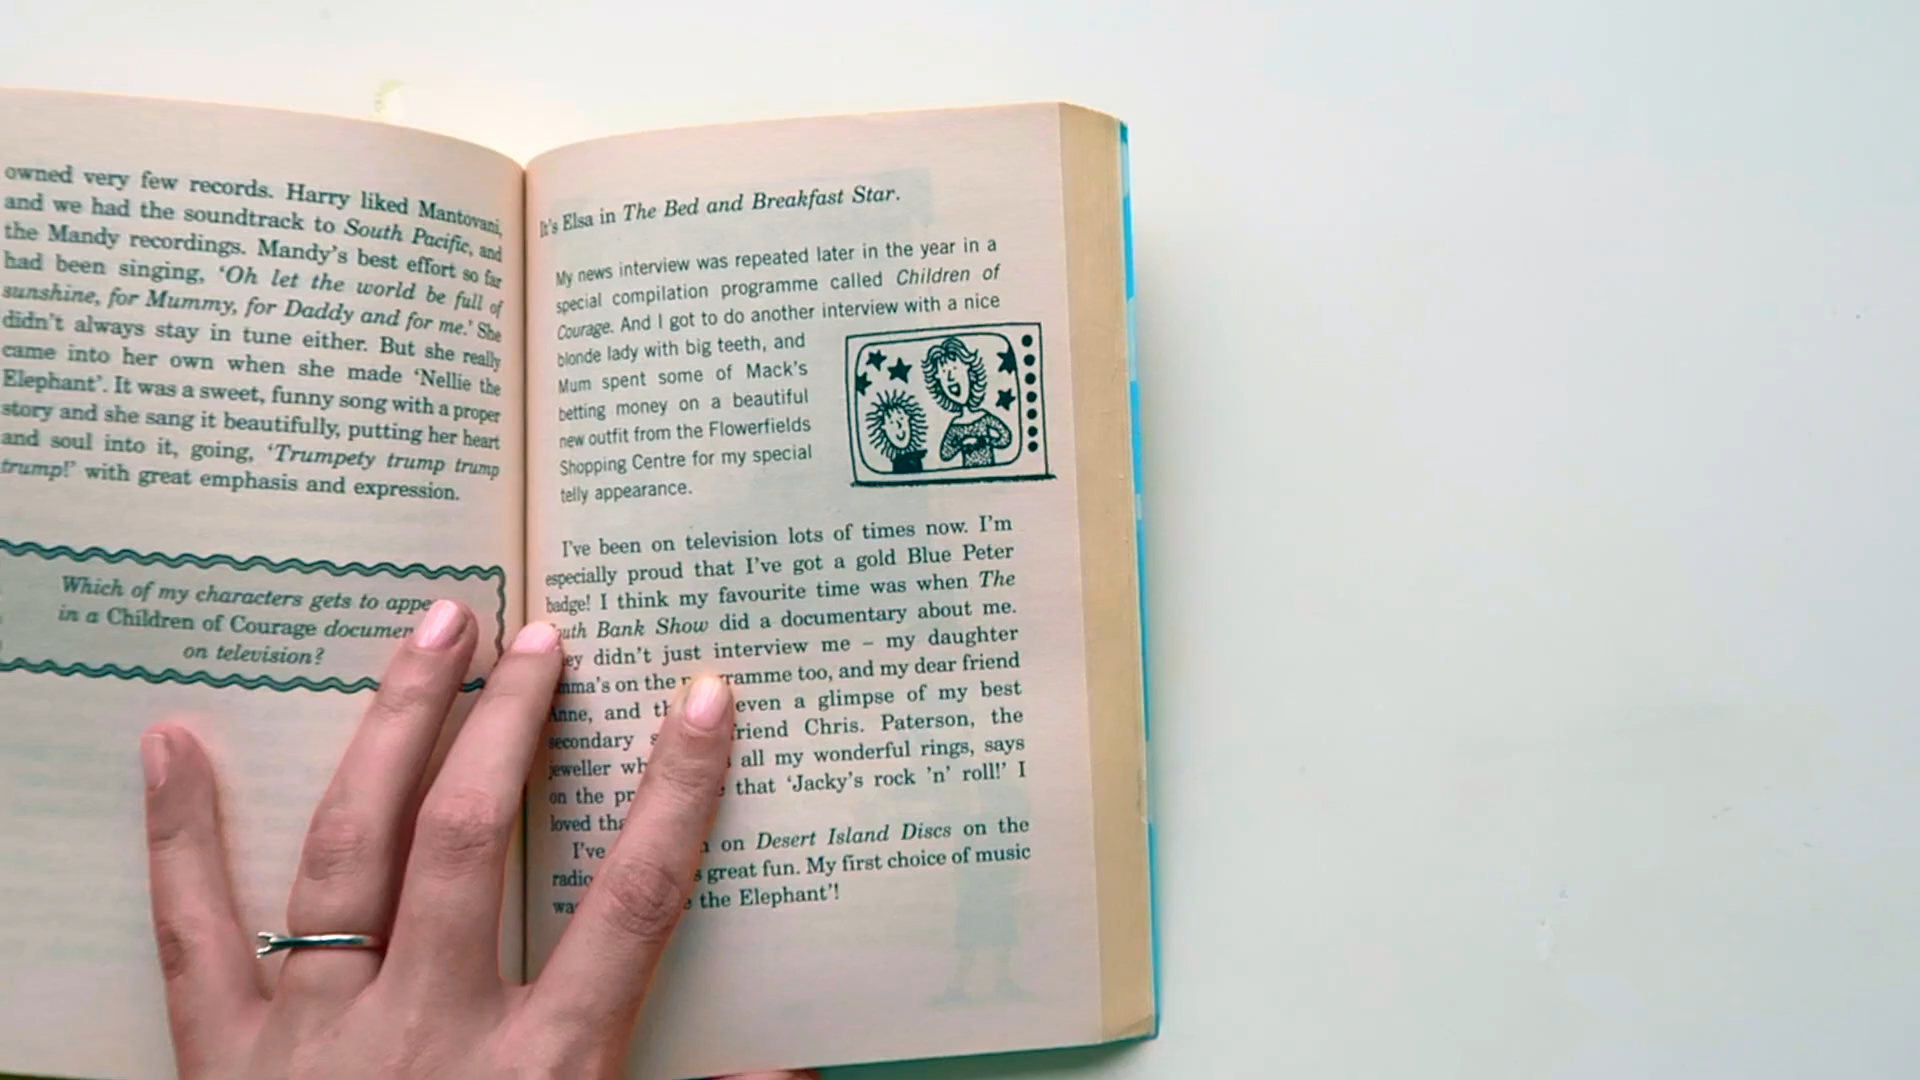 owned very few records. Harry liked Mantovani,
and we had the soundtrack to South Pacific, and
the Mandy recordings. Mandy's best effort so far
had been singing, 'Oh let the world be full of
sunshine, for Mummy, for Daddy and for me.' She
didn't always stay in tune either. But she really
came into her own when she made 'Nellie the
Elephant'. It was a sweet, funny song with a proper
story and she sang it beautifully, putting her heart
and soul into it, going, 'Trumpety trump trump
trump!' with great emphasis and expression.
Which of my characters gets to
in a Children of Courage
on television?
It's Elsa in The Bed and Breakfast Star.
My news interview was repeated later in the year in a
special compilation programme called Children of
Courage. And I got to do another interview with a nice
blonde lady with big teeth, and
Mum spent some of Mack's
betting money on a beautiful
new outfit from the Flowerfields
Shopping Centre for my special
telly appearance.
I've been on television lots of times now. I'm
especially proud that I've got a gold Blue Peter
badge! I think my favourite time was when The
Bank Show did a documentary about me.
didn't just interview me – my daughter
on the too, and my dear friend
Anne, and even a glimpse of my best
secondary friend Chris. Paterson, the
jeweller all my wonderful rings, says
on the that 'Jacky's rock 'n' roll!' I
loved
I've on Desert Island Discs on the
radio great fun. My first choice of music
the Elephant'!